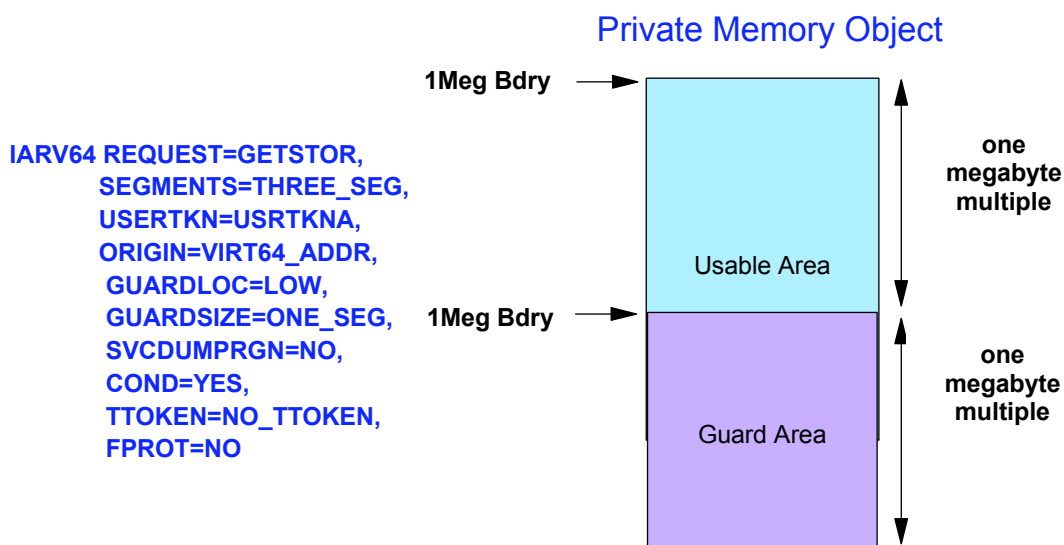 Private Memory Object
1Meg Bdry
IARV64 REQUEST=GETSTOR,
SEGMENTS=THREE_SEG,
USERTKN=USRTKNA,
ORIGIN=VIRT64_ADDR,
GUARDLOC=LOW,
GUARDSIZE=ONE_SEG,
SVCDUMPRGN=NO,
COND=YES,
TTOKEN=NO_TTOKEN,
FPROT=NO
Usable Area
one
megabyte
multiple
1Meg Bdry
Guard Area
one
megabyte
multiple